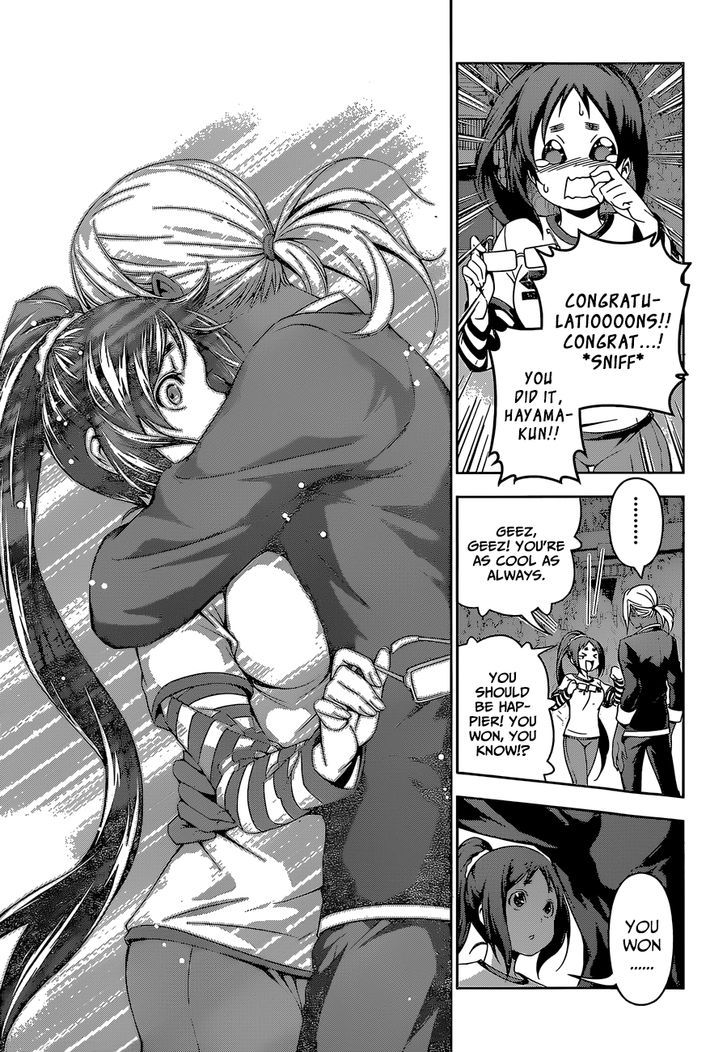 CONGRATU-
LATIOOOONS!!
CONGRAT...!
*SNIFF*
YOU
DID IT,
HAYAMA-
KUN!!
.........
GEEZ,
GEEZ! YOU'RE
AS COOL AS
ALWAYS.
YOU
SHOULD
BE HAP-
PIER! YOU
WON, YOU
KNOW!?
YOU
WON
......